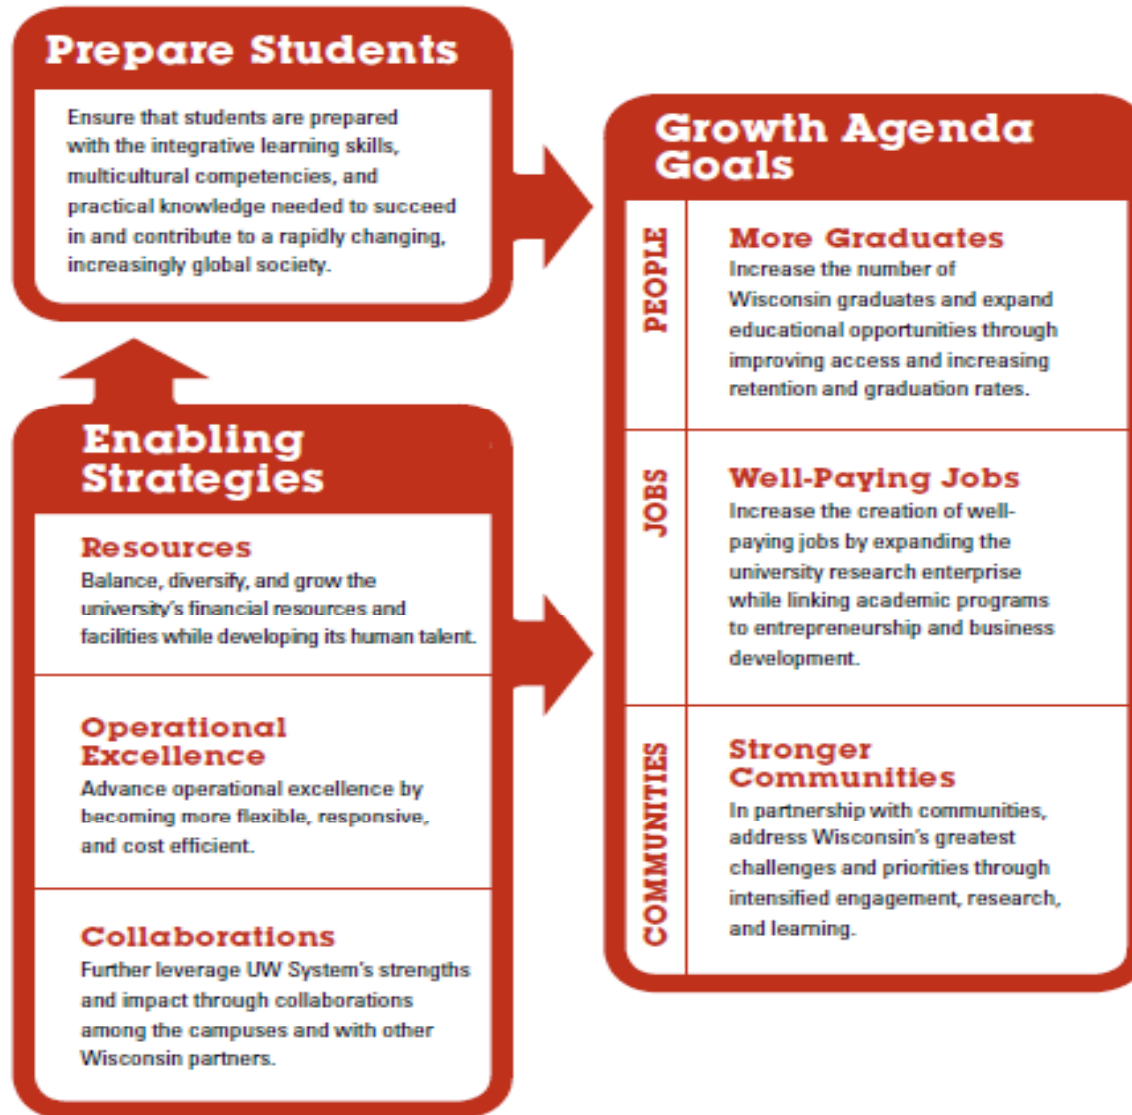 Prepare Students
Ensure that students are prepared
with the integrative learning skills,
multicultural competencies, and
practical knowledge needed to succeed
in and contribute to a rapidly changing,
increasingly global society.
Enabling
Strategies
Resources
Balance, diversify, and grow the
university's financial resources and
facilities while developing its human talent.
Operational
Excellence
Advance operational excellence by
becoming more flexible, responsive,
and cost efficient.
Collaborations
Further leverage UW System's strengths
and impact through collaborations
among the campuses and with other
Wisconsin partners.
Growth Agenda
Goals
PEOPLE
More Graduates
Increase the number of
Wisconsin graduates and expand
educational opportunities through
improving access and increasing
retention and graduation rates.
JOBS
Well-Paying Jobs
Increase the creation of well-
paying jobs by expanding the
university research enterprise
while linking academic programs
to entrepreneurship and business
development.
COMMUNITIES
Stronger
Communities
In partnership with communities,
address Wisconsin's greatest
challenges and priorities through
intensified engagement, research,
and learning.